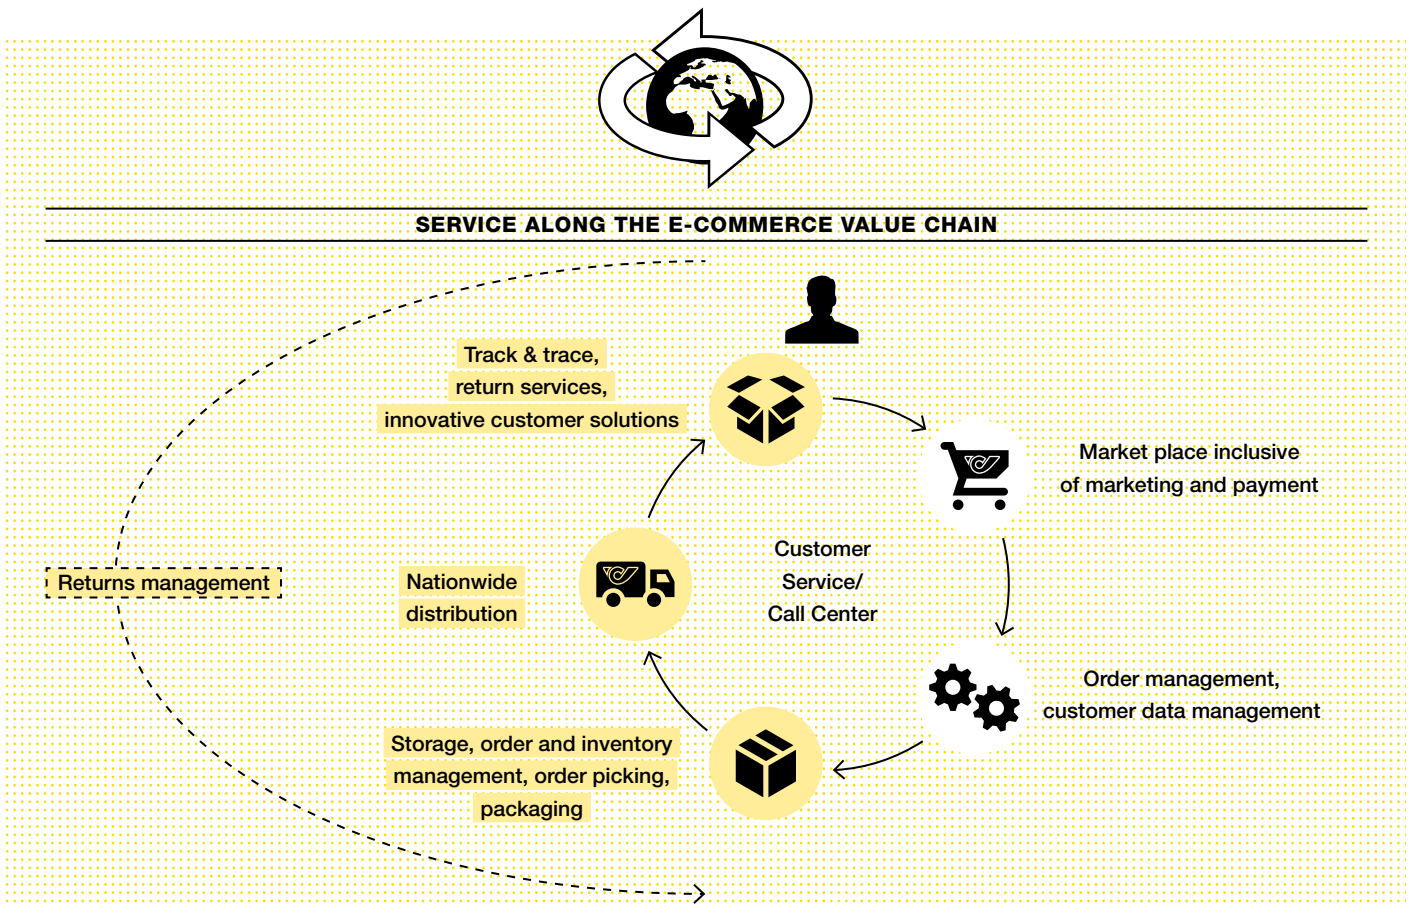 SERVICE ALONG THE E-COMMERCE VALUE CHAIN
Track & trace,
return services,
innovative customer solutions
Market place inclusive
of marketing and payment
Customer
Service/
Call Center
Returns management
Nationwide
distribution
Order management,
customer data management
Storage, order and inventory
management, order picking,
packaging